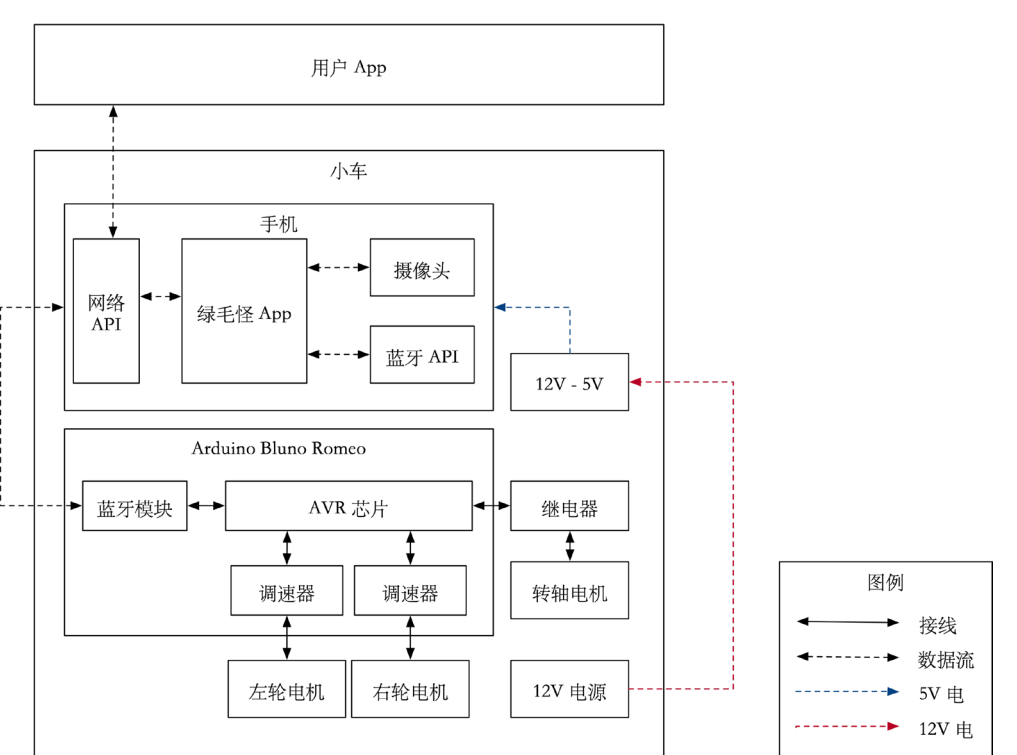 用户 App
小车
手机
网络
API
绿毛怪 App
摄像头
蓝牙 API
12V - 5V
Arduino Bluno Romeo
蓝牙模块
AVR 芯片
继电器
调速器
调速器
转轴电机
左轮电机
右轮电机
12V 电源
图例
接线
数据流
5V 电
12V 电